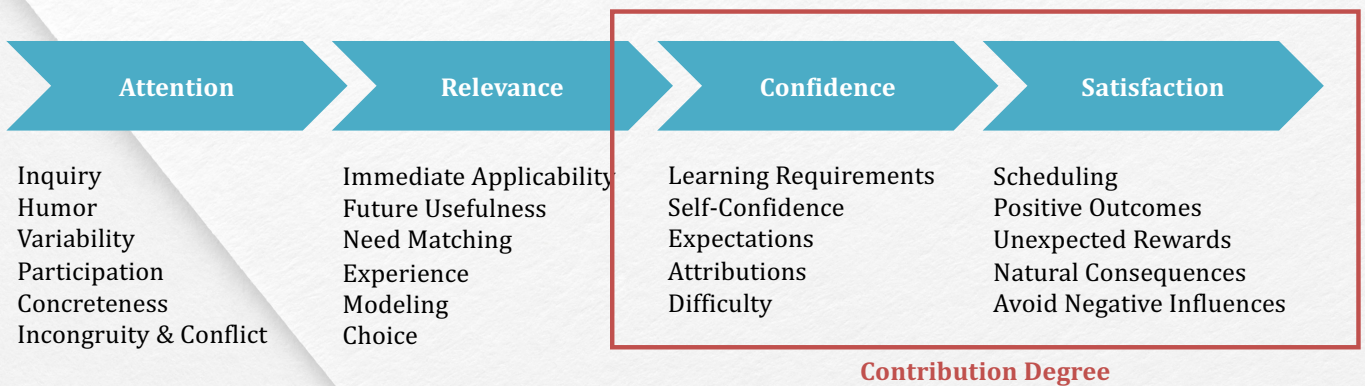 Attention
Relevance
Confidence
Satisfaction
Inquiry
Humor
Variability
Participation
Concreteness
Incongruity & Conflict
Immediate Applicability
Future Usefulness
Need Matching
Experience
Modeling
Choice
Learning Requirements
Self-Confidence
Expectations
Attributions
Difficulty
Scheduling
Positive Outcomes
Unexpected Rewards
Natural Consequences
Avoid Negative Influences
Contribution Degree